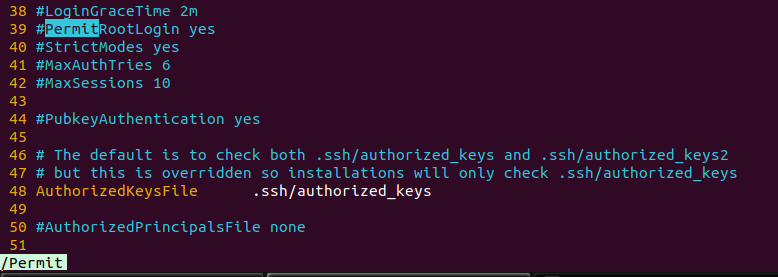 38 #LoginGraceTime 2m
39 #PermitRootLogin yes
40 #StrictModes yes
41 #MaxAuthTries 6
42 #MaxSessions 10
43
44 #PubkeyAuthentication yes
45
46 # The default is to check both .ssh/authorized_keys and .ssh/authorized_keys2
47 # but this is overridden so installations will only check .ssh/authorized_keys
48 AuthorizedKeysFile      .ssh/authorized_keys
49
50 #AuthorizedPrincipalsFile none
51
/Permit